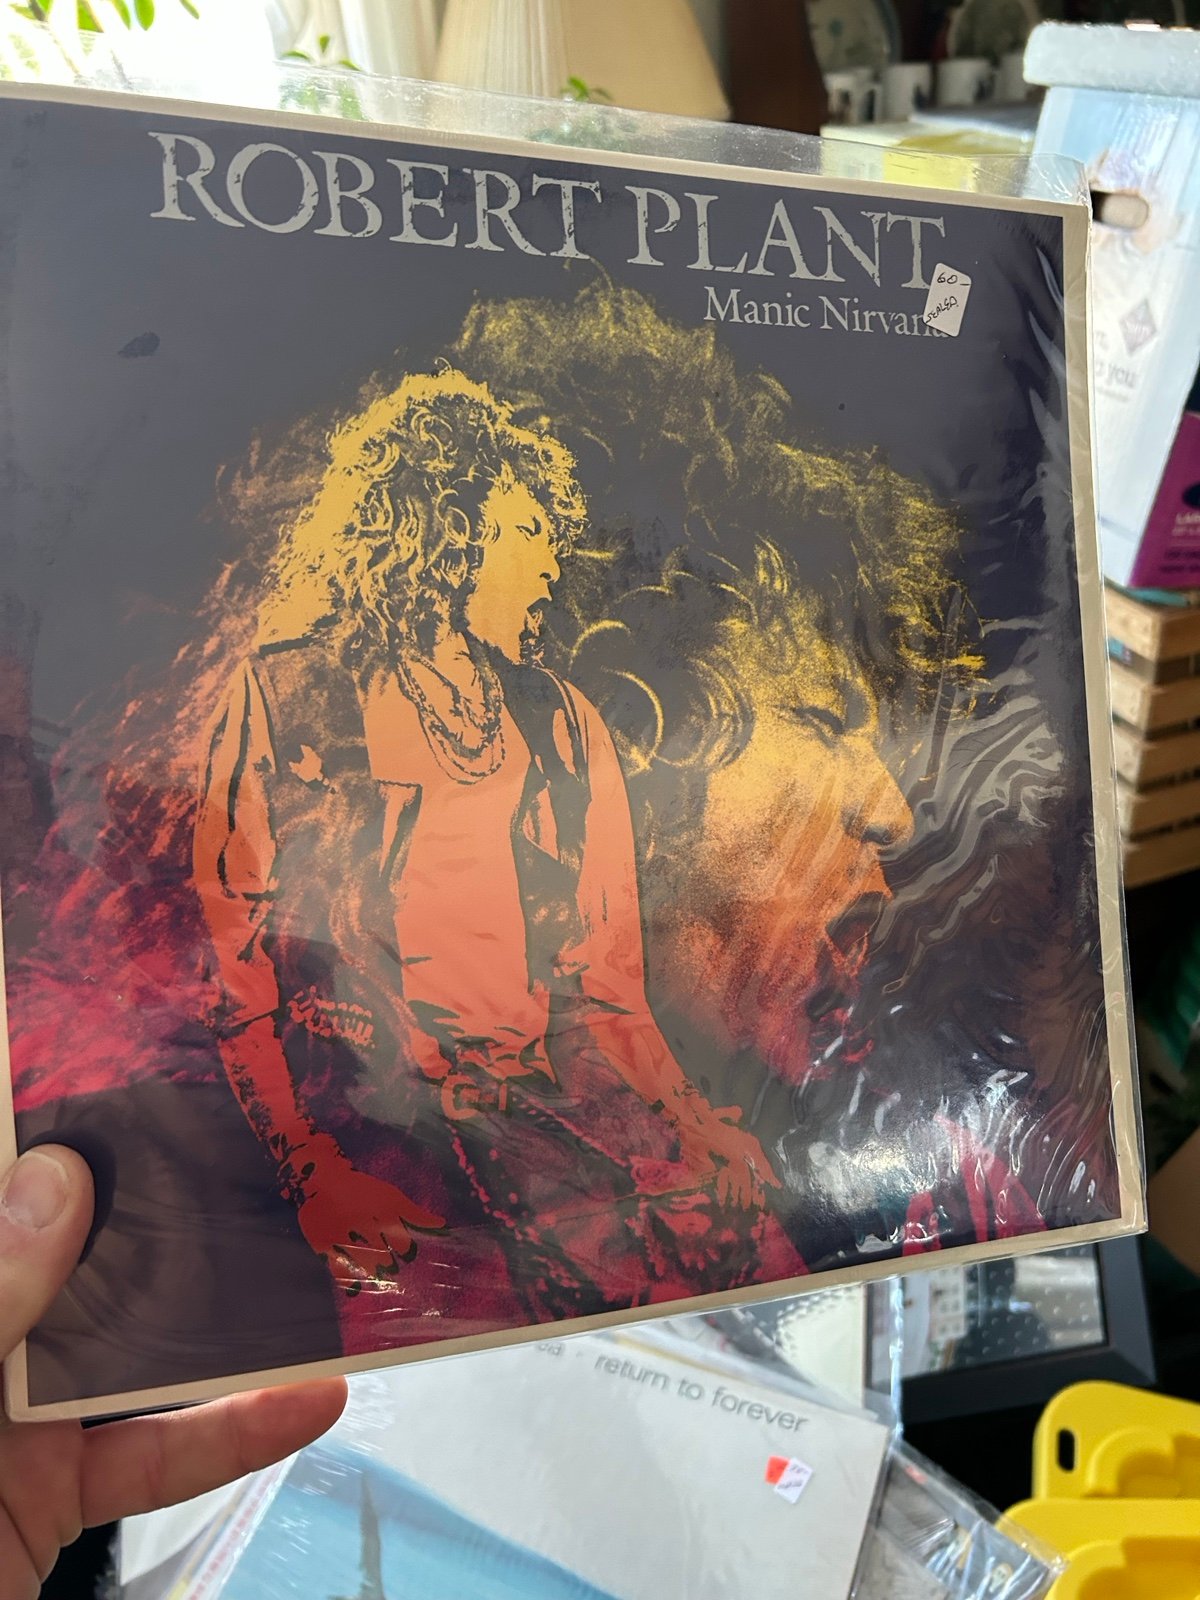 ROBERT PLANT
Manic Nirvana
60-
SEALED.
return to forever